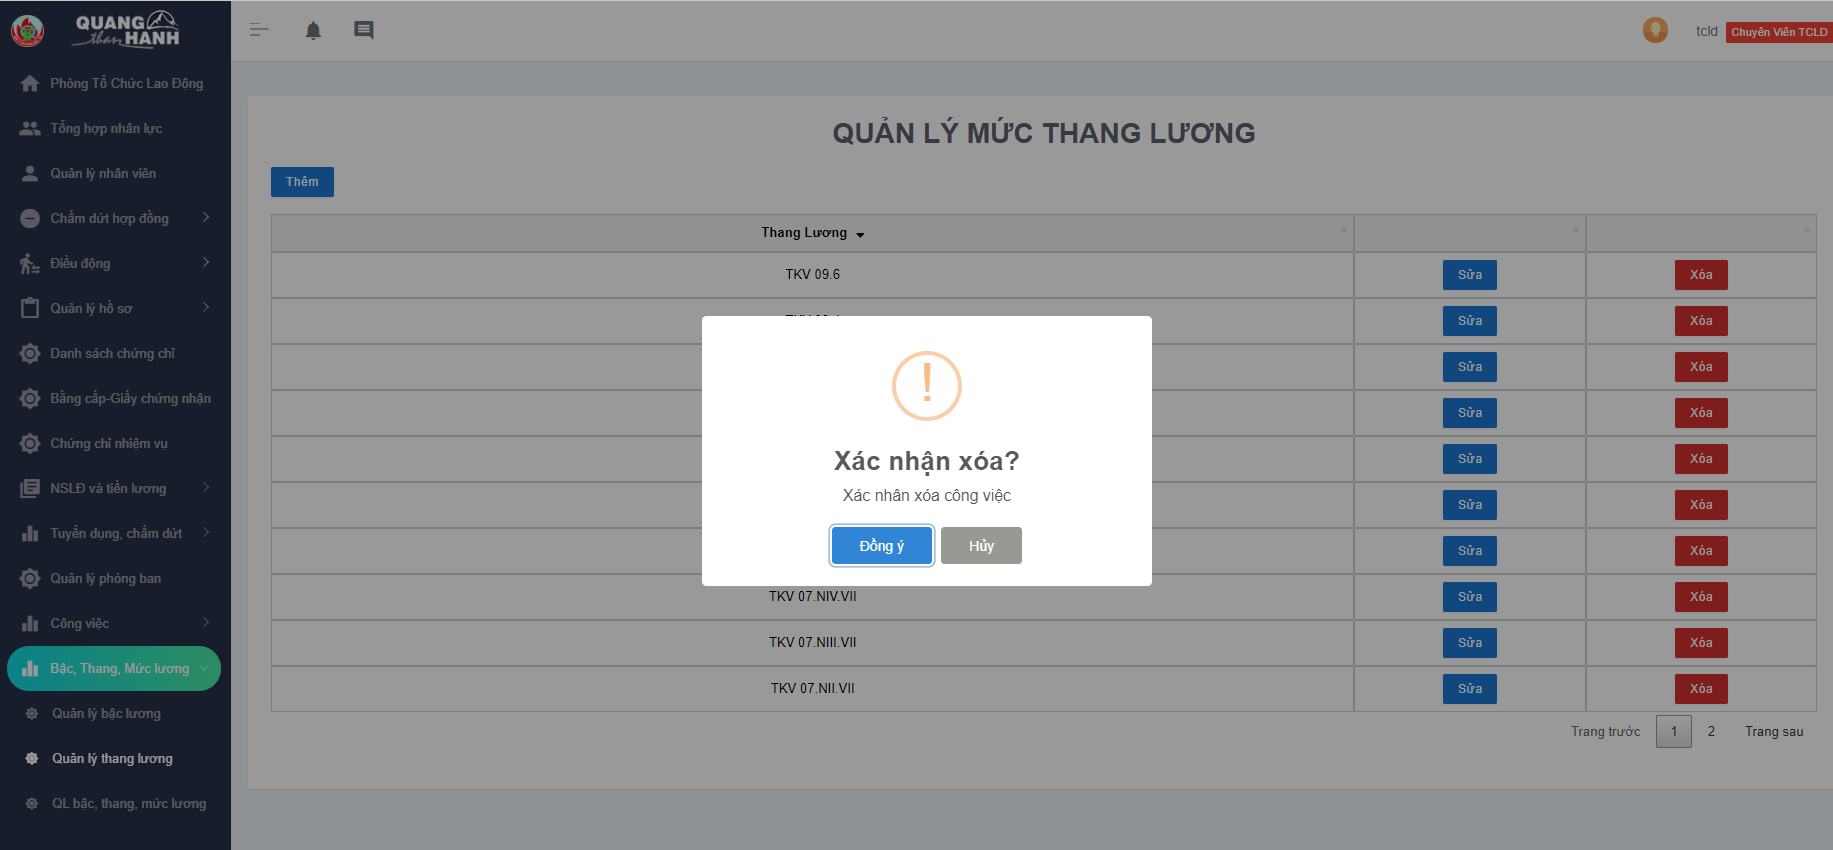 QUANG
than HANH
tcld
Chuyên Viên TCLD
Phòng Tổ Chức Lao Động
Tổng hợp nhân lực
Quản lý nhân viên
Chấm dứt hợp đồng
Điều động
Quản lý hồ sơ
Danh sách chứng chỉ
Bằng cấp-Giấy chứng nhận
Chứng chỉ nhiệm vụ
NSLĐ và tiền lương
Tuyển dụng, chấm dứt
Quản lý phòng ban
Công việc
Bậc, Thang, Mức lương
Quản lý bậc lương
Quản lý thang lương
QL bậc, thang, mức lương
QUẢN LÝ MỨC THANG LƯƠNG
Thêm
Thang Lương
TKV 09.6 Sửa Xóa
Sửa Xóa
Sửa Xóa
Sửa Xóa
Sửa Xóa
Sửa Xóa
Sửa Xóa
TKV 07.NIV.VII Sửa Xóa
TKV 07.NIII.VII Sửa Xóa
TKV 07.NII.VII Sửa Xóa
Trang trước 1 2 Trang sau
!
Xác nhận xóa?
Xác nhân xóa công việc
Đồng ý Hủy